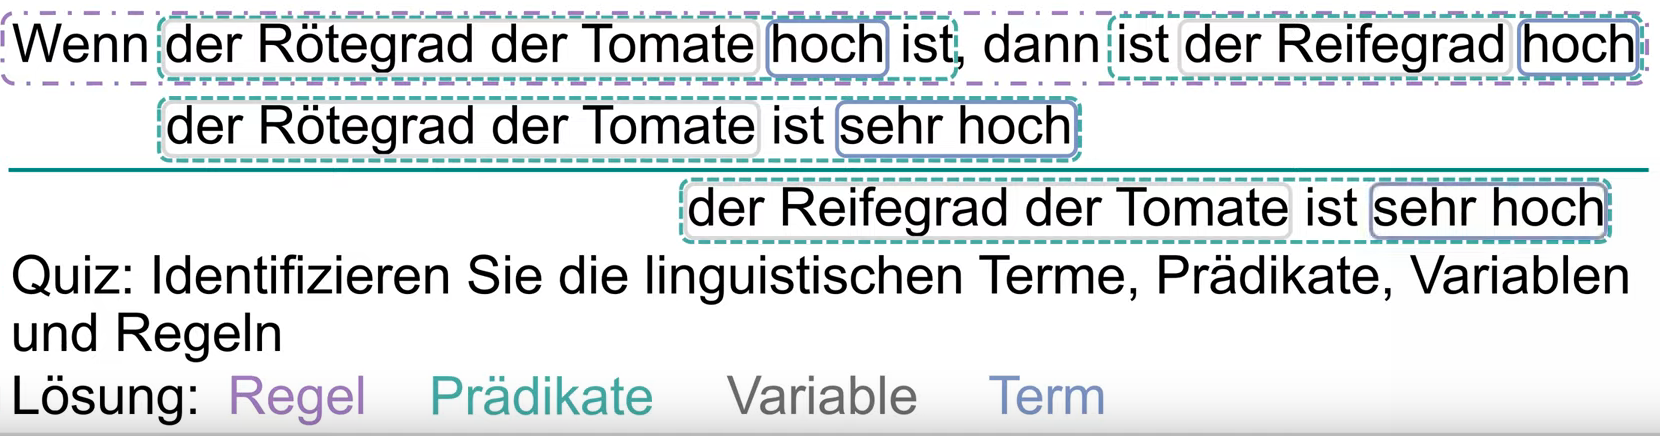 Wenn der Rötegrad der Tomate hoch ist, dann ist der Reifegrad hoch
der Rötegrad der Tomate ist sehr hoch
der Reifegrad der Tomate ist sehr hoch
Quiz: Identifizieren Sie die linguistischen Terme, Prädikate, Variablen
und Regeln
Lösung: Regel Prädikate Variable Term